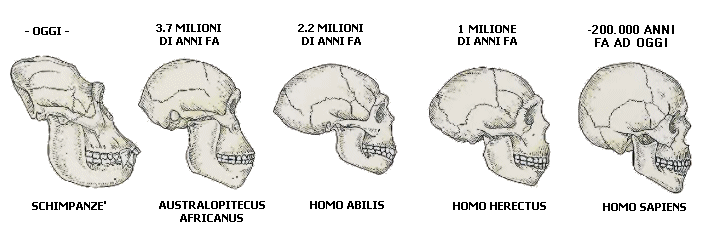 - OGGI -
3.7 MILIONI
DI ANNI FA
2.2 MILIONI
DI ANNI FA
1 MILIONE
DI ANNI FA
-200.000 ANNI
FA AD OGGI
SCHIMPANZE'
AUSTRALOPITECUS
AFRICANUS
HOMO ABILIS
HOMO HERECTUS
HOMO SAPIENS